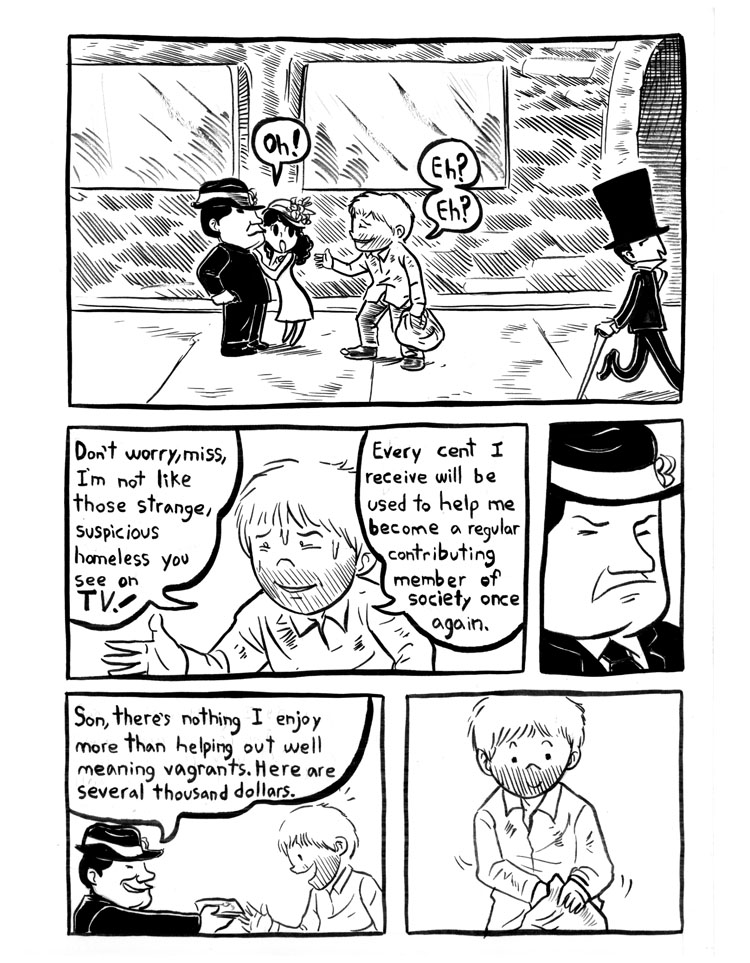 Oh!
Eh?
Eh?
Don't worry, miss,
I'm not like
those strange,
suspicious
homeless you
see on
TV!
Every cent I
receive will be
used to help me
become a regular
contributing
member of
society once
again.
Son, there's nothing I enjoy
more than helping out well
meaning vagrants. Here are
several thousand dollars.